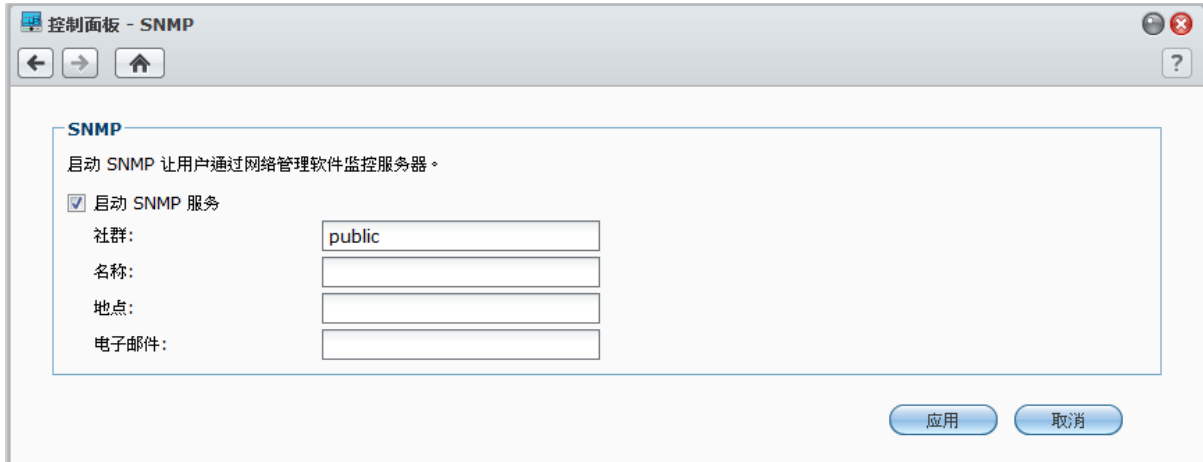 控制面板 - SNMP
?
SNMP
启动 SNMP 让用户通过网络管理软件监控服务器。
启动 SNMP 服务
社群: public
名称:
地点:
电子邮件:
应用 取消